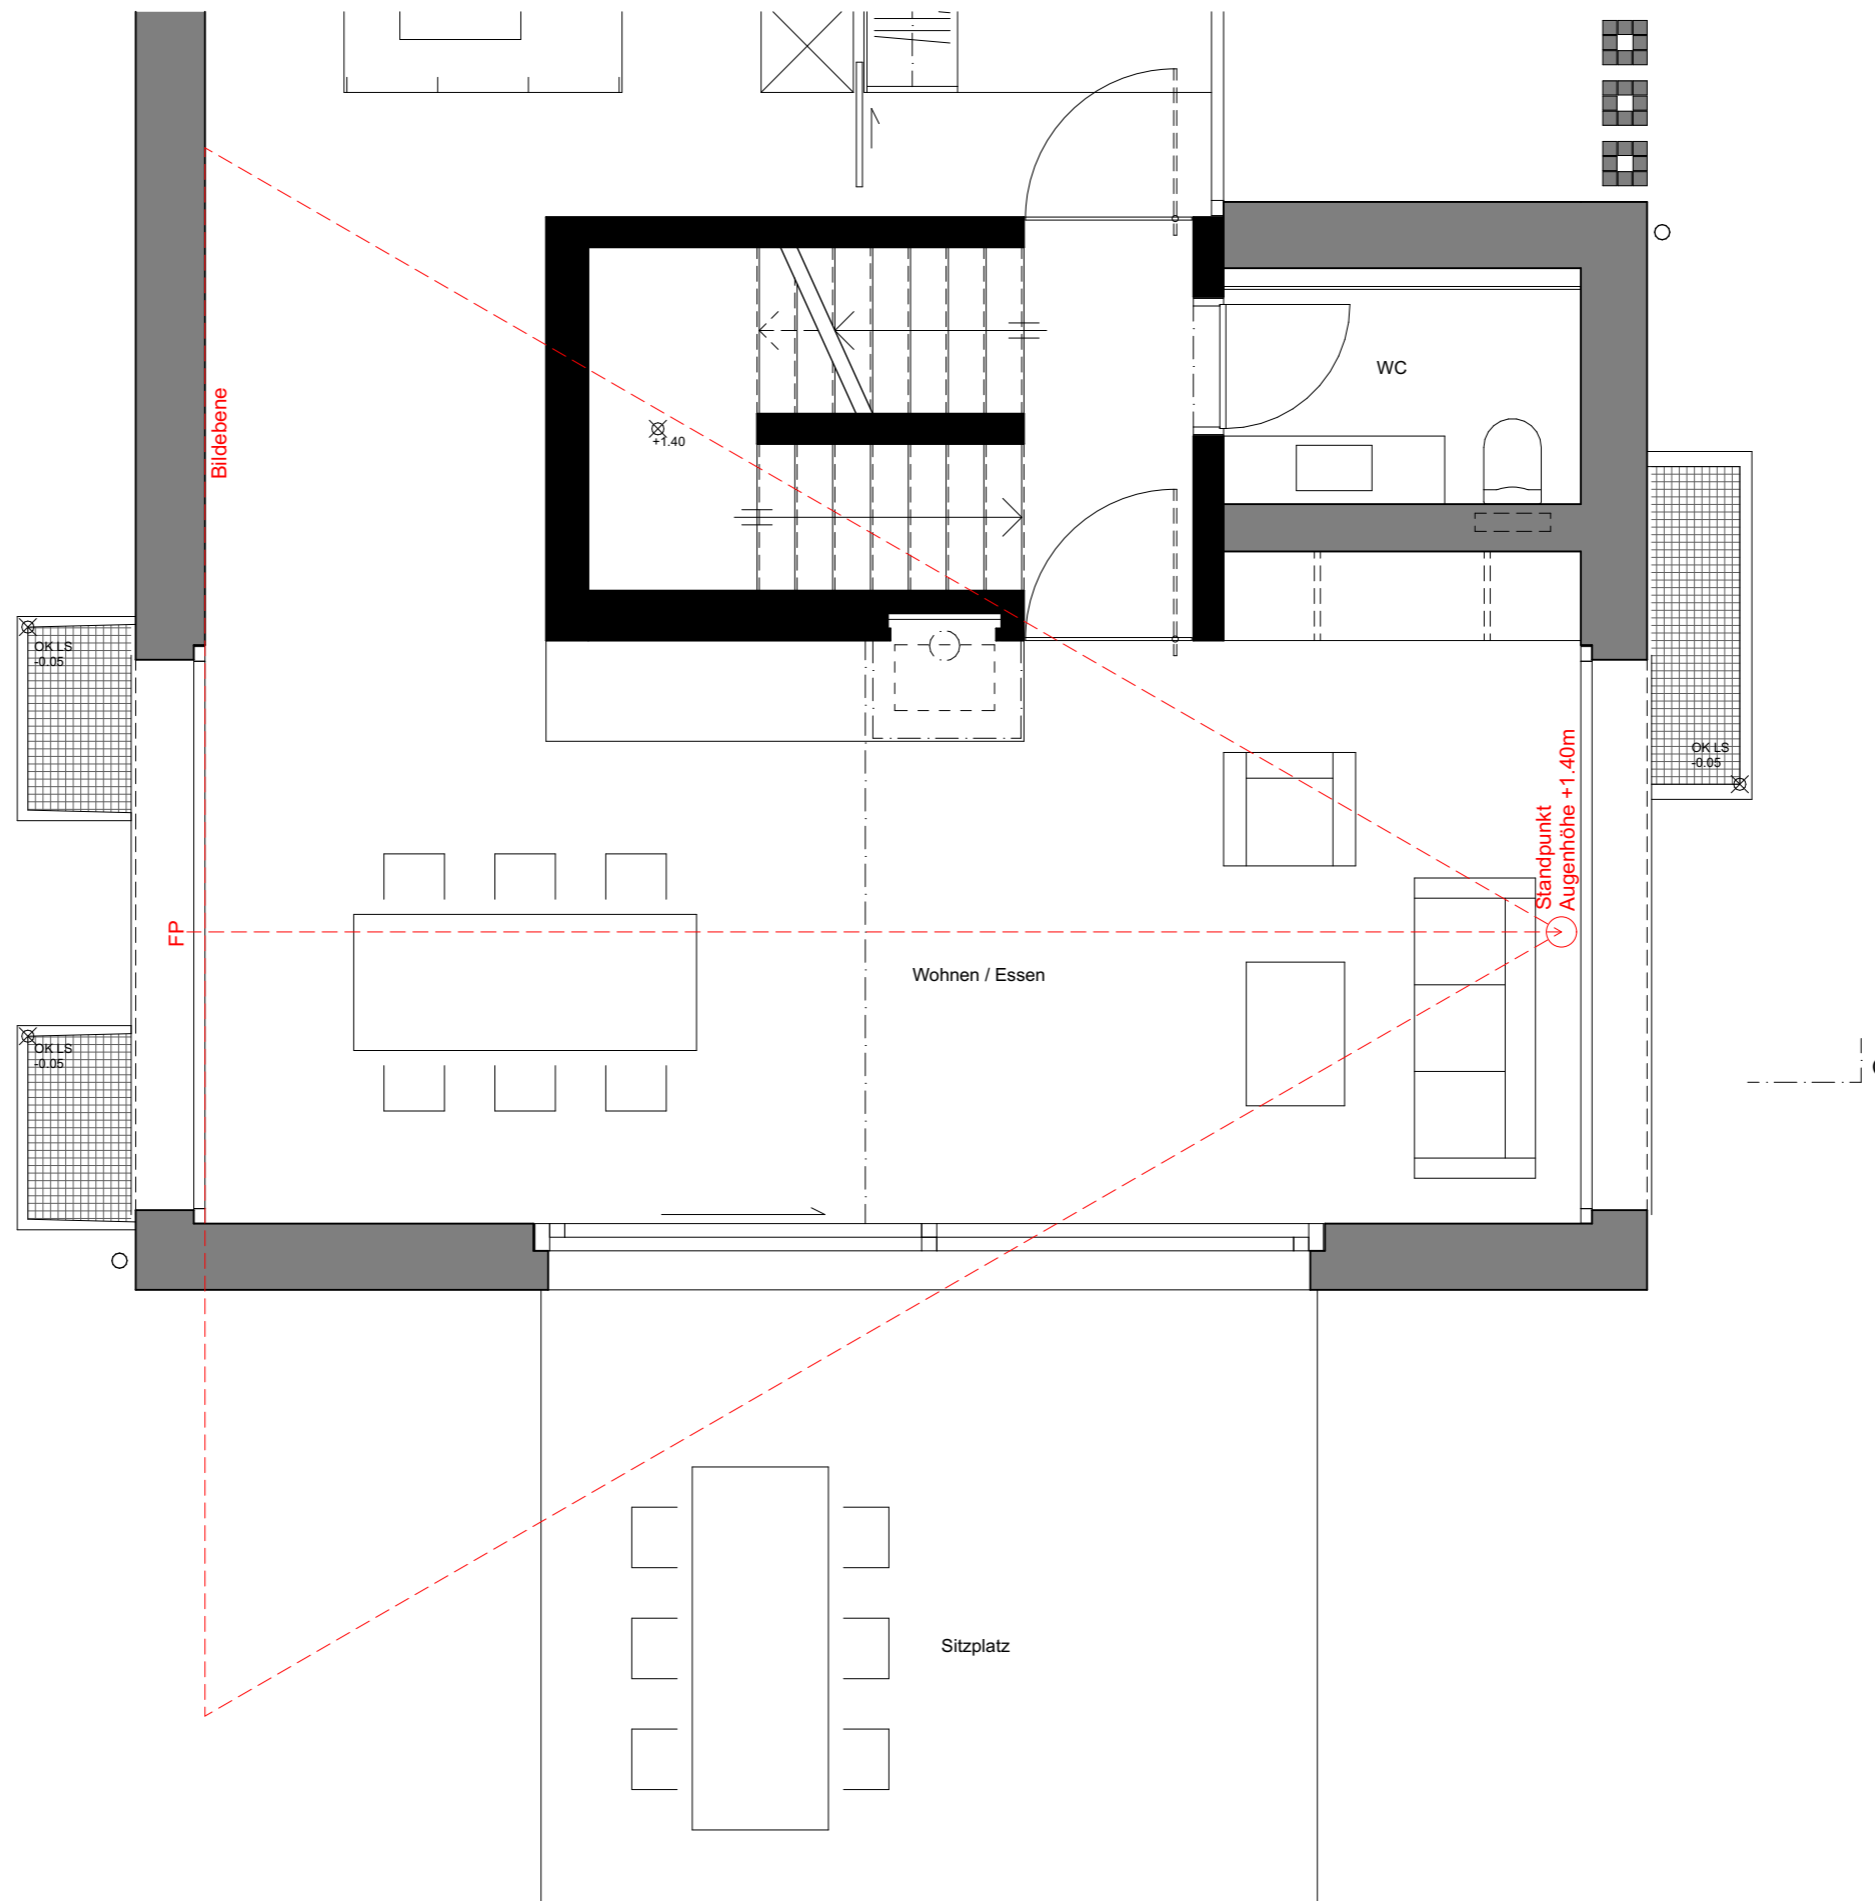 WC
Bildebene
+1.40
OK LS
-0.05
OK LS
-0.05
Standpunkt
Augenhöhe +1.40m
FP
Wohnen / Essen
OK LS
-0.05
Sitzplatz